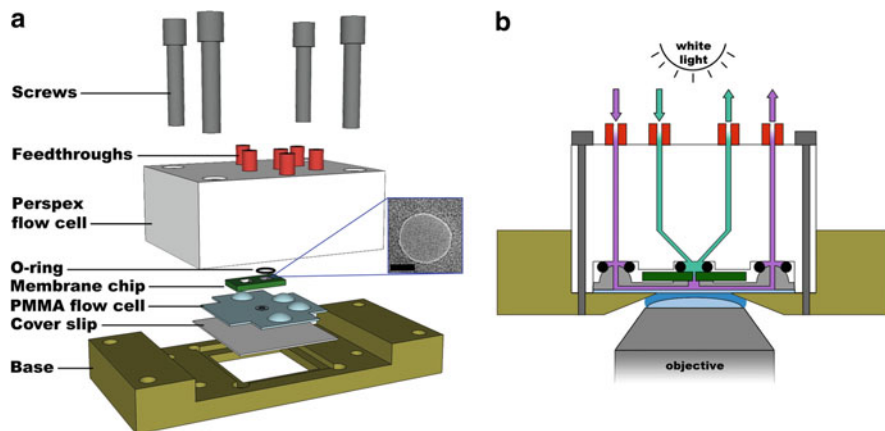 a
Screws
Feedthroughs
Perspex
flow cell
O-ring
Membrane chip
PMMA flow cell
Cover slip
Base
b
white
light
objective